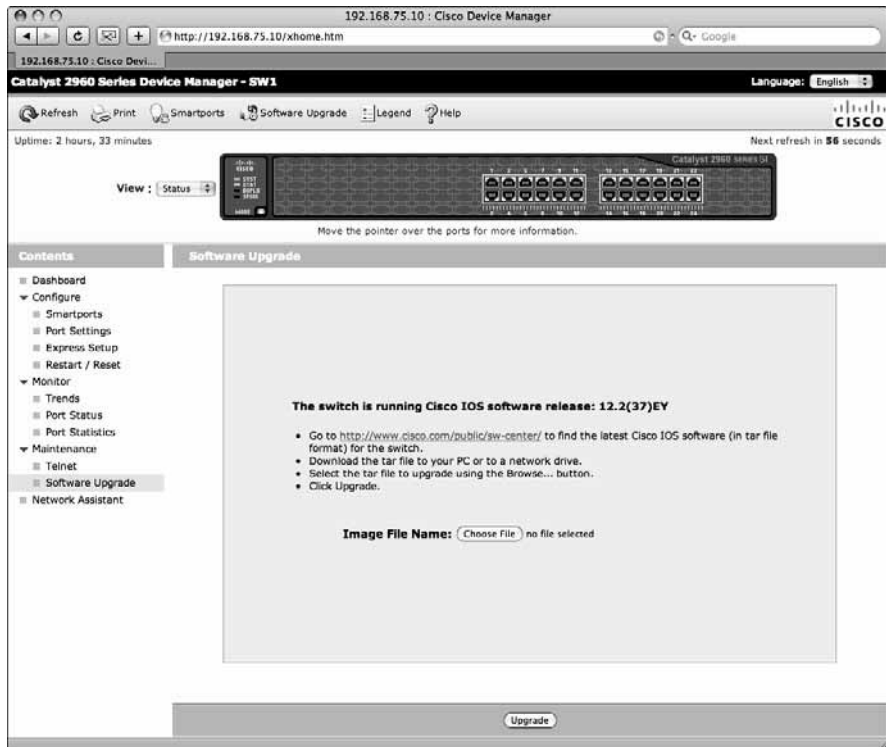 192.168.75.10 : Cisco Device Manager
http://192.168.75.10/xhome.htm
Google
192.168.75.10 : Cisco Devi...
Catalyst 2960 Series Device Manager - SW1
Language: English
Refresh Print Smartports Software Upgrade Legend Help
CISCO
Uptime: 2 hours, 33 minutes
Next refresh in 56 seconds
Catalyst 2960 SERIES SI
View : Status
SYST
STAT
DUPLX
SPEED
MODE
Move the pointer over the ports for more information.
Contents
Software Upgrade
Dashboard
Configure
Smartports
Port Settings
Express Setup
Restart / Reset
Monitor
Trends
Port Status
Port Statistics
Maintenance
Telnet
Software Upgrade
Network Assistant
The switch is running Cisco IOS software release: 12.2(37)EY
• Go to http://www.cisco.com/public/sw-center/ to find the latest Cisco IOS software (in tar file
format) for the switch.
• Download the tar file to your PC or to a network drive.
• Select the tar file to upgrade using the Browse... button.
• Click Upgrade.
Image File Name: Choose File no file selected
Upgrade